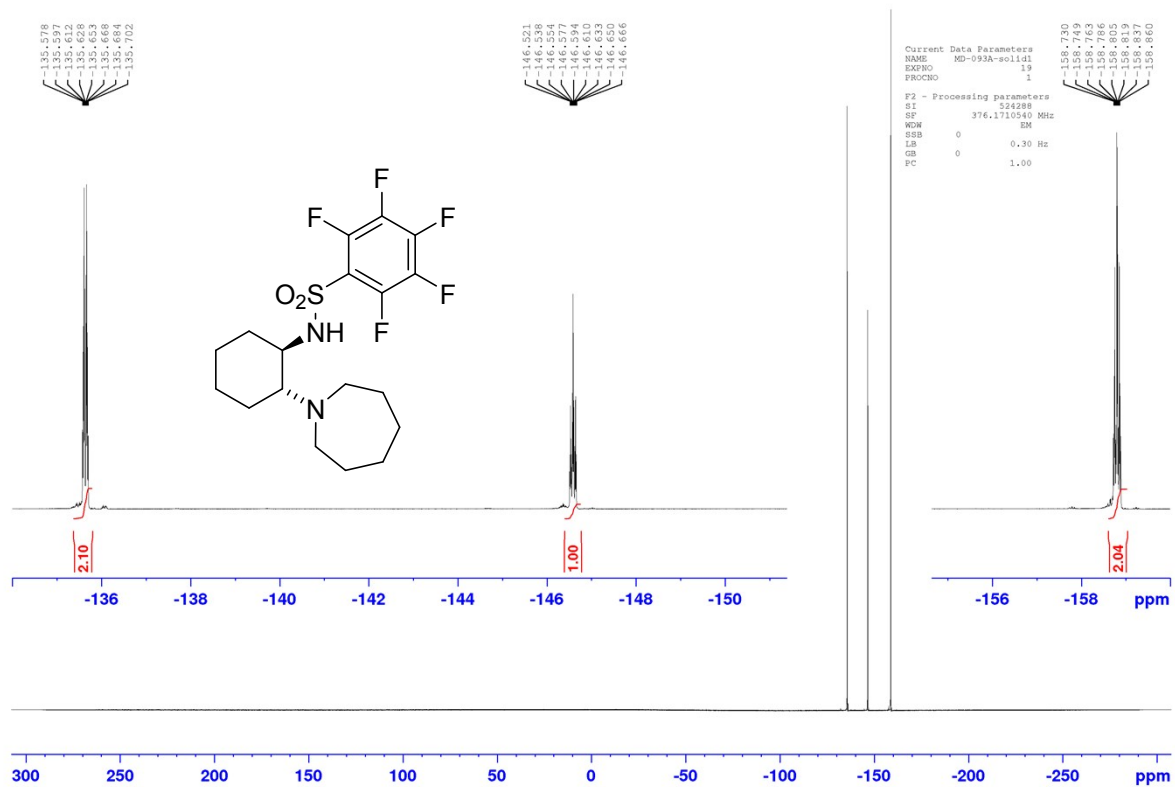 -135.578
-135.597
-135.612
-135.628
-135.653
-135.668
-135.684
-135.702
-146.521
-146.538
-146.554
-146.577
-146.594
-146.610
-146.633
-146.650
-146.666
-158.730
-158.749
-158.763
-158.786
-158.805
-158.819
-158.837
-158.860
Current Data Parameters
NAME MD-093A-solid1
EXPNO 19
PROCNO 1
F2 - Processing parameters
SI 524288
SF 376.1710540 MHz
WDW EM
SSB 0
LB 0.30 Hz
GB 0
PC 1.00
F
F F
O2S F
F
NH
N
2.10 1.00 2.04
-136 -138 -140 -142 -144 -146 -148 -150 -156 -158 ppm
300 250 200 150 100 50 0 -50 -100 -150 -200 -250 ppm